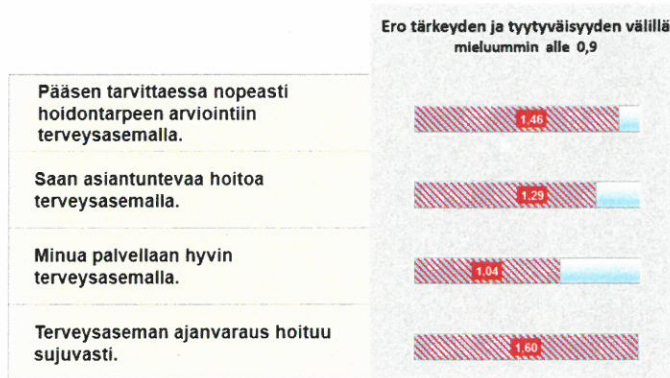 Ero tärkeyden ja tyytyväisyyden välillä
mieluummin alle 0,9
Pääsen tarvittaessa nopeasti
hoidontarpeen arviointiin
terveysasemalla.
1,46
Saan asiantuntevaa hoitoa
terveysasemalla.
1,29
Minua palvellaan hyvin
terveysasemalla.
1,04
Terveysaseman ajanvaraus hoituu
sujuvasti.
1,60